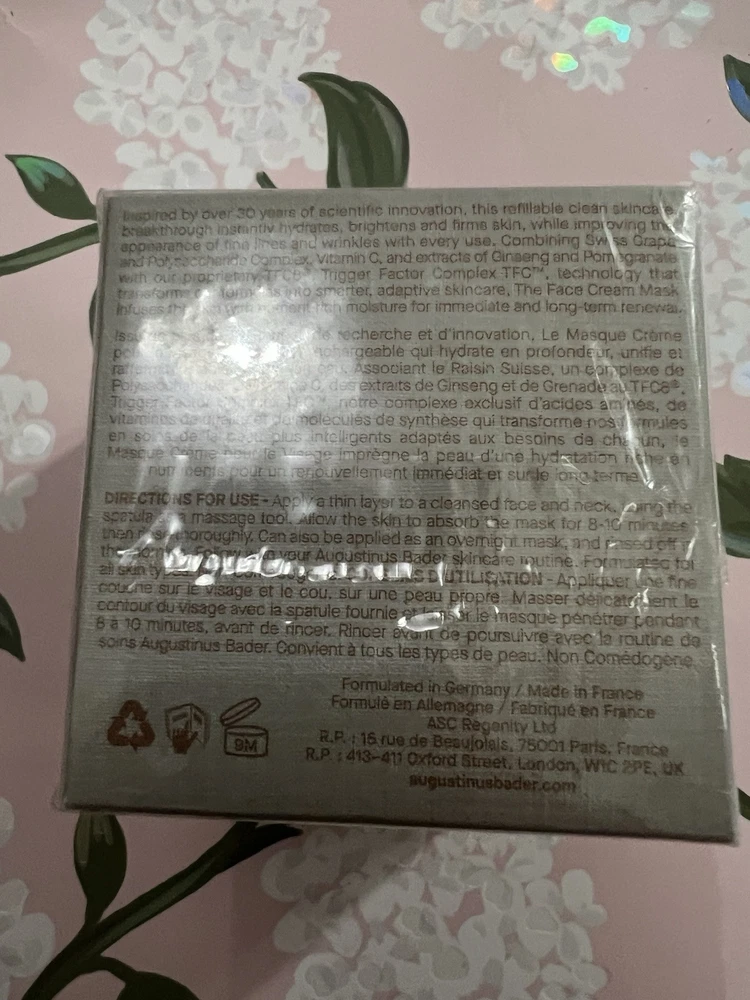 Inspired by over 30 years of scientific innovation, this refillable clean skincare
breakthrough instantly hydrates, brightens and firms skin, while improving the
appearance of fine lines and wrinkles with every use. Combining Swiss Grape
and Polysaccharide Complex, Vitamin C, and extracts of Ginseng and Pomegranate
with our proprietary TFC8® Trigger Factor Complex TFC™, technology that
transforms formulas into smarter, adaptive skincare, The Face Cream Mask
infuses the skin with nutrient-rich moisture for immediate and long-term renewal.
Issu recherche et d'innovation, Le Masque Crème
rechargeable qui hydrate en profondeur, unifie et
Associant le Raisin Suisse, un complexe de
C, des extraits de Ginseng et de Grenade au TFC8®,
Trigger Factor notre complexe exclusif d'acides aminés, de
vitamines de et de molécules de synthèse qui transforme nos formules
en soins de la peau plus intelligents adaptés aux besoins de chacun, le
Masque Crème pour le Visage imprègne la peau d'une hydratation riche en
nutriments pour un renouvellement immédiat et sur le long terme.
DIRECTIONS FOR USE - Apply a thin layer to a cleansed face and neck, using the
spatula as a massage tool. Allow the skin to absorb the mask for 8-10 minutes
then rinse thoroughly. Can also be applied as an overnight mask, and rinsed off in
the your Augustinus Bader skincare routine. Formulated for
all skin D'UTILISATION - Appliquer une fine
couche sur le visage et le cou, sur une peau propre. Masser délicatement le
contour du visage avec la spatule fournie et laisser le masque pénétrer pendant
8 à 10 minutes, avant de rincer. Rincer avant de poursuivre avec la routine de
soins Augustinus Bader. Convient à tous les types de peau. Non Comédogène.
Formulated in Germany / Made in France
Formulé en Allemagne / Fabriqué en France
ASC Regenity Ltd
R.P. : 16 rue de Beaujolais, 75001 Paris, France
R.P. : 413-411 Oxford Street, London, W1C 2PE, UK
augustinusbader.com
9M